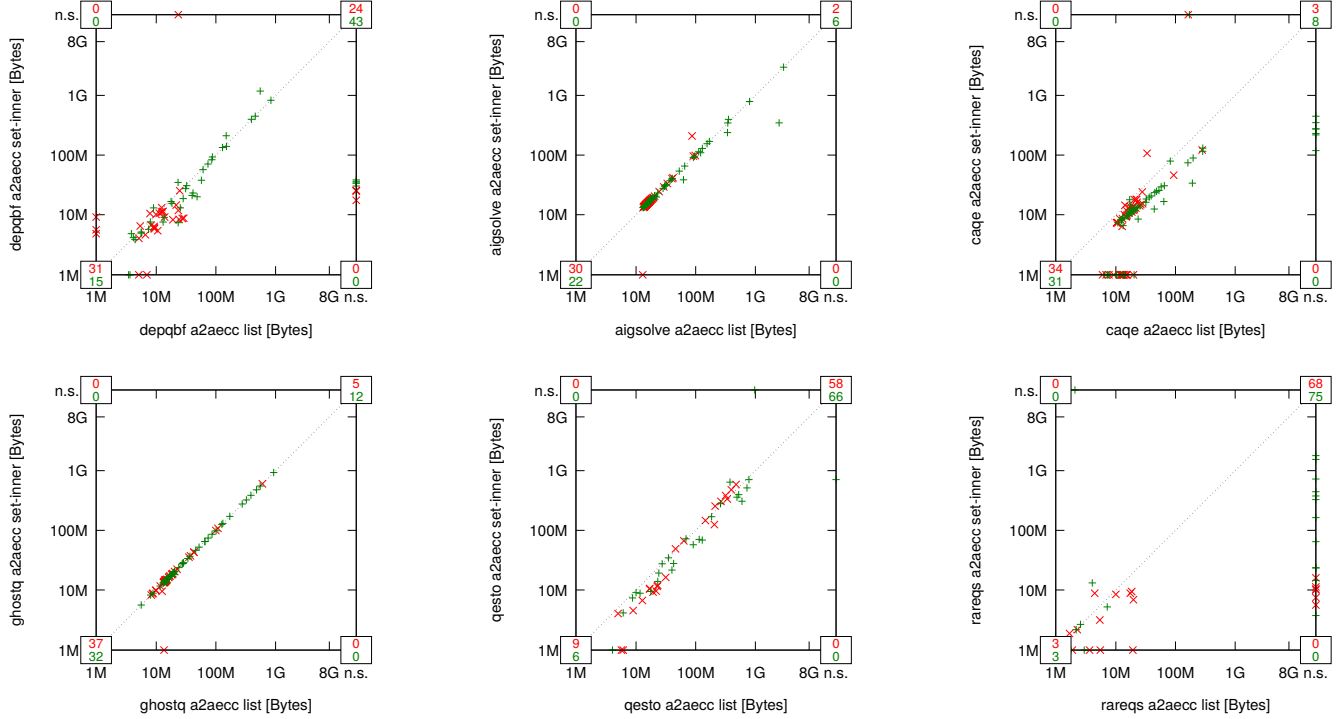 depqbf a2aecc set-inner [Bytes]
n.s.
8G
1G
100M
10M
1M
0
0
24
43
31
15
0
0
1M 10M 100M 1G 8G n.s.
depqbf a2aecc list [Bytes]
aigsolve a2aecc set-inner [Bytes]
n.s.
8G
1G
100M
10M
1M
0
0
2
6
30
22
0
0
1M 10M 100M 1G 8G n.s.
aigsolve a2aecc list [Bytes]
caqe a2aecc set-inner [Bytes]
n.s.
8G
1G
100M
10M
1M
0
0
3
8
34
31
0
0
1M 10M 100M 1G 8G n.s.
caqe a2aecc list [Bytes]
ghostq a2aecc set-inner [Bytes]
n.s.
8G
1G
100M
10M
1M
0
0
5
12
37
32
0
0
1M 10M 100M 1G 8G n.s.
ghostq a2aecc list [Bytes]
qesto a2aecc set-inner [Bytes]
n.s.
8G
1G
100M
10M
1M
0
0
58
66
9
6
0
0
1M 10M 100M 1G 8G n.s.
qesto a2aecc list [Bytes]
rareqs a2aecc set-inner [Bytes]
n.s.
8G
1G
100M
10M
1M
0
0
68
75
3
3
0
0
1M 10M 100M 1G 8G n.s.
rareqs a2aecc list [Bytes]